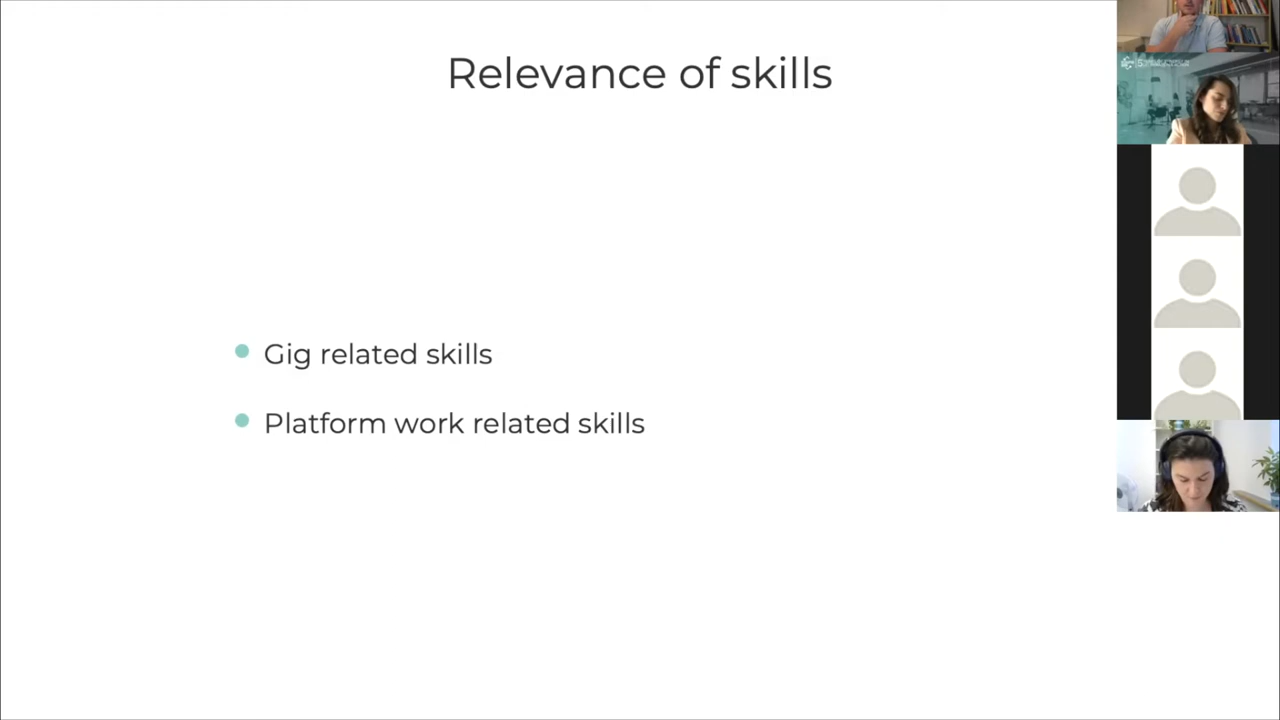 Relevance of skills
Gig related skills
Platform work related skills